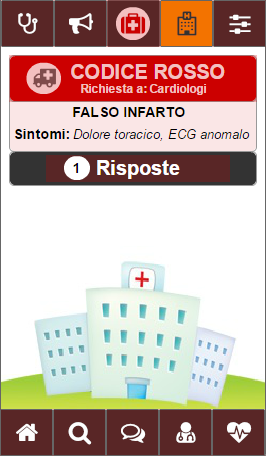 CODICE ROSSO
Richiesta a: Cardiologi
FALSO INFARTO
Sintomi: Dolore toracico, ECG anomalo
1 Risposte
H